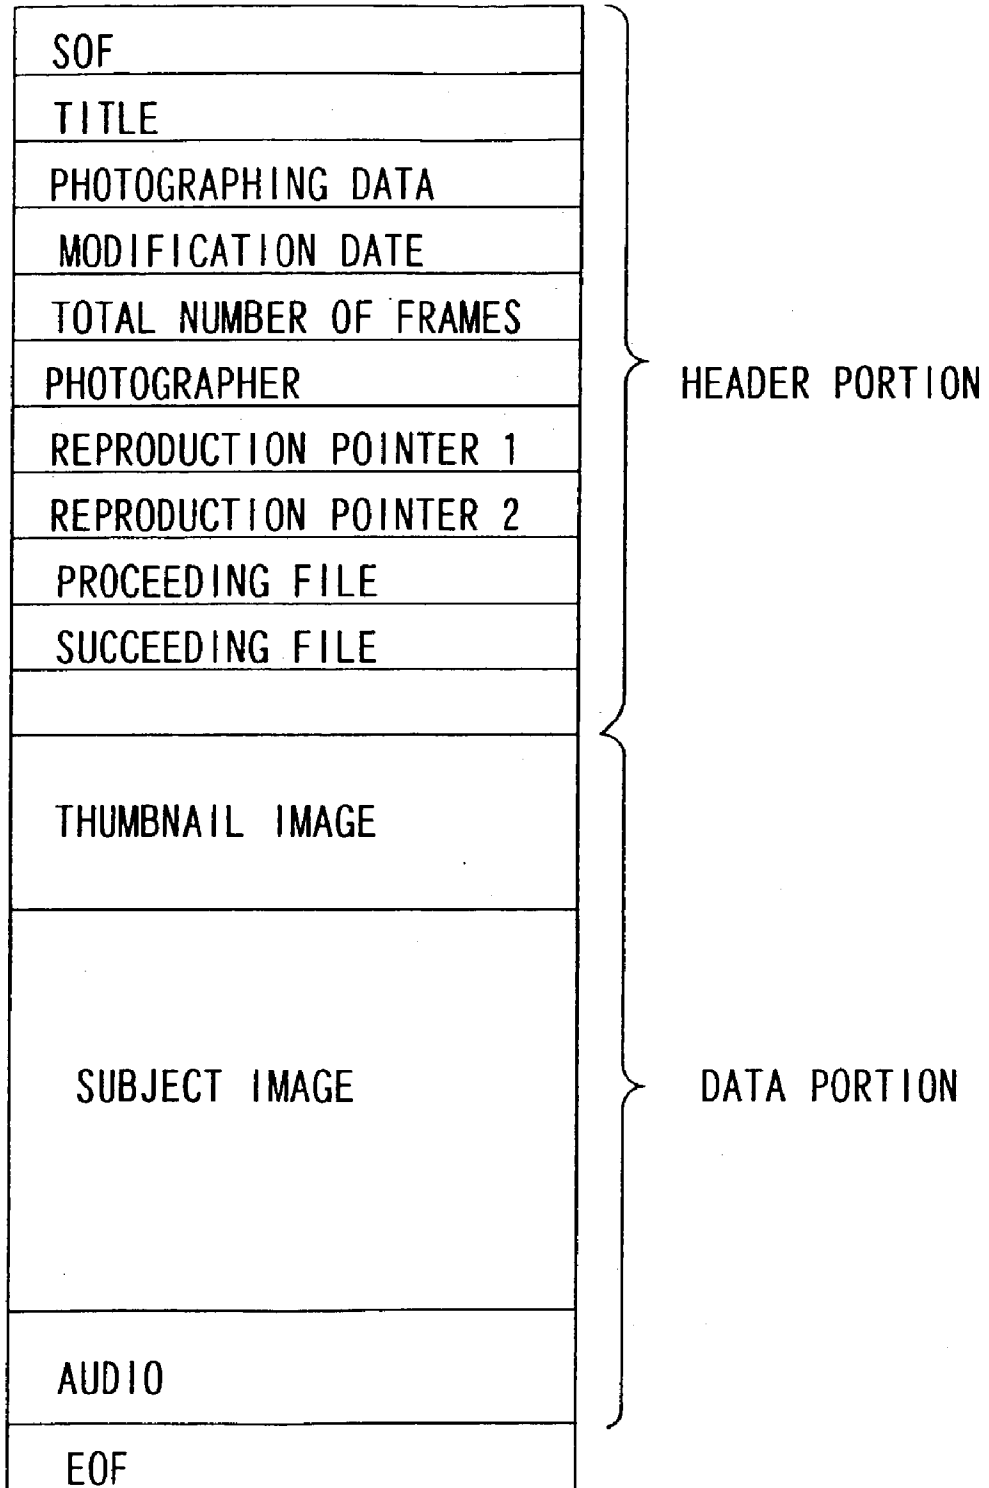 SOF
TITLE
PHOTOGRAPHING DATA
MODIFICATION DATE
TOTAL NUMBER OF FRAMES
PHOTOGRAPHER
HEADER PORTION
REPRODUCTION POINTER 1
REPRODUCTION POINTER 2
PROCEEDING FILE
SUCCEEDING FILE
THUMBNAIL IMAGE
SUBJECT IMAGE
DATA PORTION
AUDIO
EOF